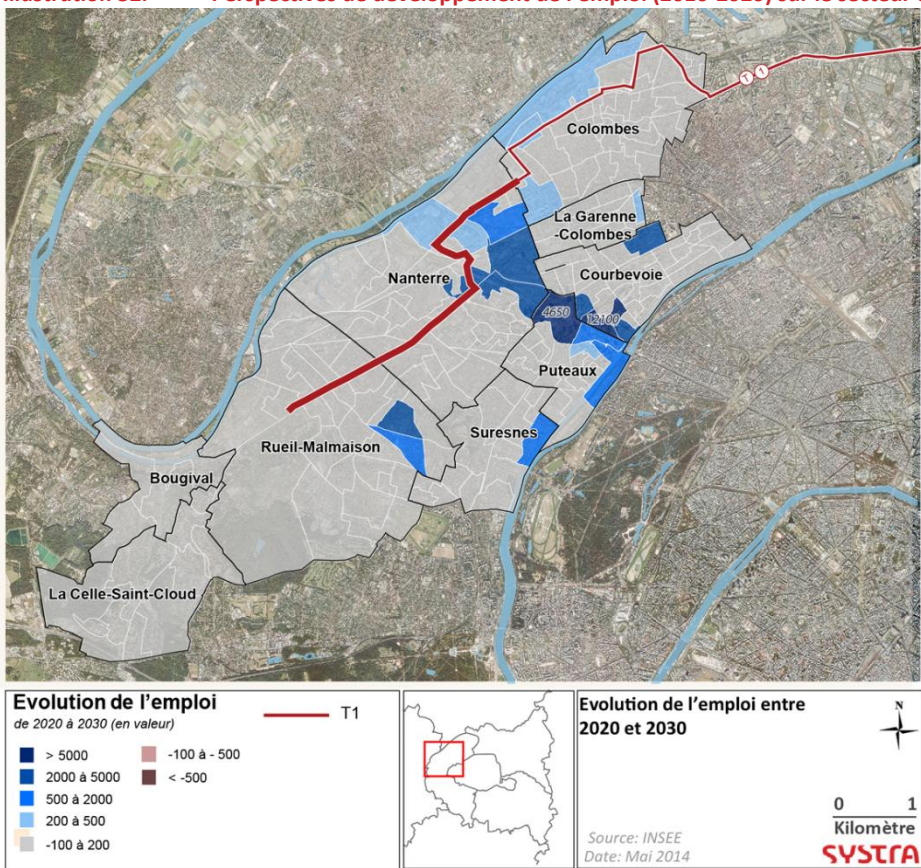 Perspectives de développement de l'emploi (2020-2020) sur le secteur
T 1
Colombes
La Garenne
-Colombes
Nanterre
Courbevoie
4650
12100
Puteaux
Suresnes
Rueil-Malmaison
Bougival
La Celle-Saint-Cloud
Evolution de l'emploi
de 2020 à 2030 (en valeur)
T1
> 5000
2000 à 5000
500 à 2000
200 à 500
-100 à 200
-100 à - 500
< -500
Evolution de l'emploi entre
2020 et 2030
N
0 1
Kilomètre
Source: INSEE
Date: Mai 2014
SYSTRA